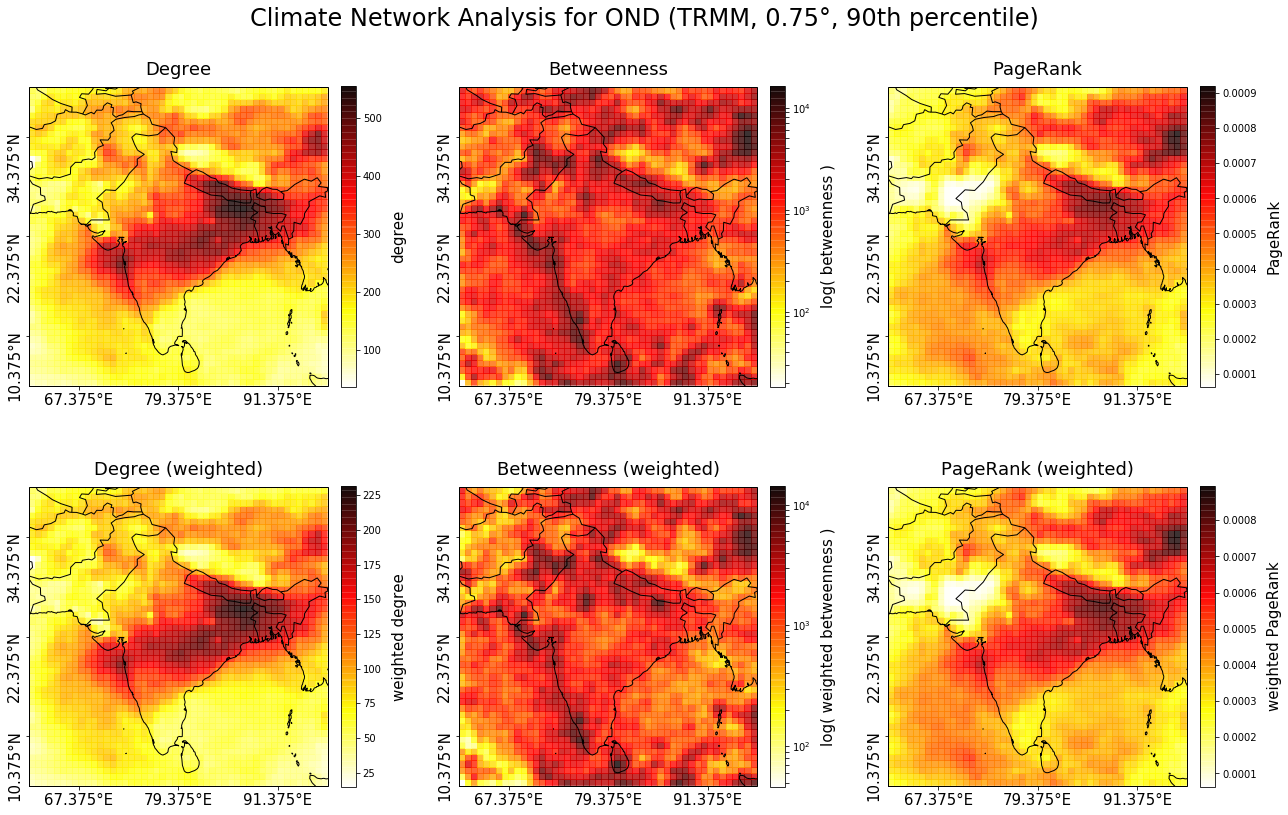 Climate Network Analysis for OND (TRMM, 0.75°, 90th percentile)
Degree
34.375°N
22.375°N
10.375°N
67.375°E 79.375°E 91.375°E
500
400
300
200
100
degree
Betweenness
34.375°N
22.375°N
10.375°N
67.375°E 79.375°E 91.375°E
10⁴
10³
10²
log( betweenness )
PageRank
34.375°N
22.375°N
10.375°N
67.375°E 79.375°E 91.375°E
0.0009
0.0008
0.0007
0.0006
0.0005
0.0004
0.0003
0.0002
0.0001
PageRank
Degree (weighted)
34.375°N
22.375°N
10.375°N
67.375°E 79.375°E 91.375°E
225
200
175
150
125
100
75
50
25
weighted degree
Betweenness (weighted)
34.375°N
22.375°N
10.375°N
67.375°E 79.375°E 91.375°E
10⁴
10³
10²
log( weighted betweenness )
PageRank (weighted)
34.375°N
22.375°N
10.375°N
67.375°E 79.375°E 91.375°E
0.0008
0.0007
0.0006
0.0005
0.0004
0.0003
0.0002
0.0001
weighted PageRank